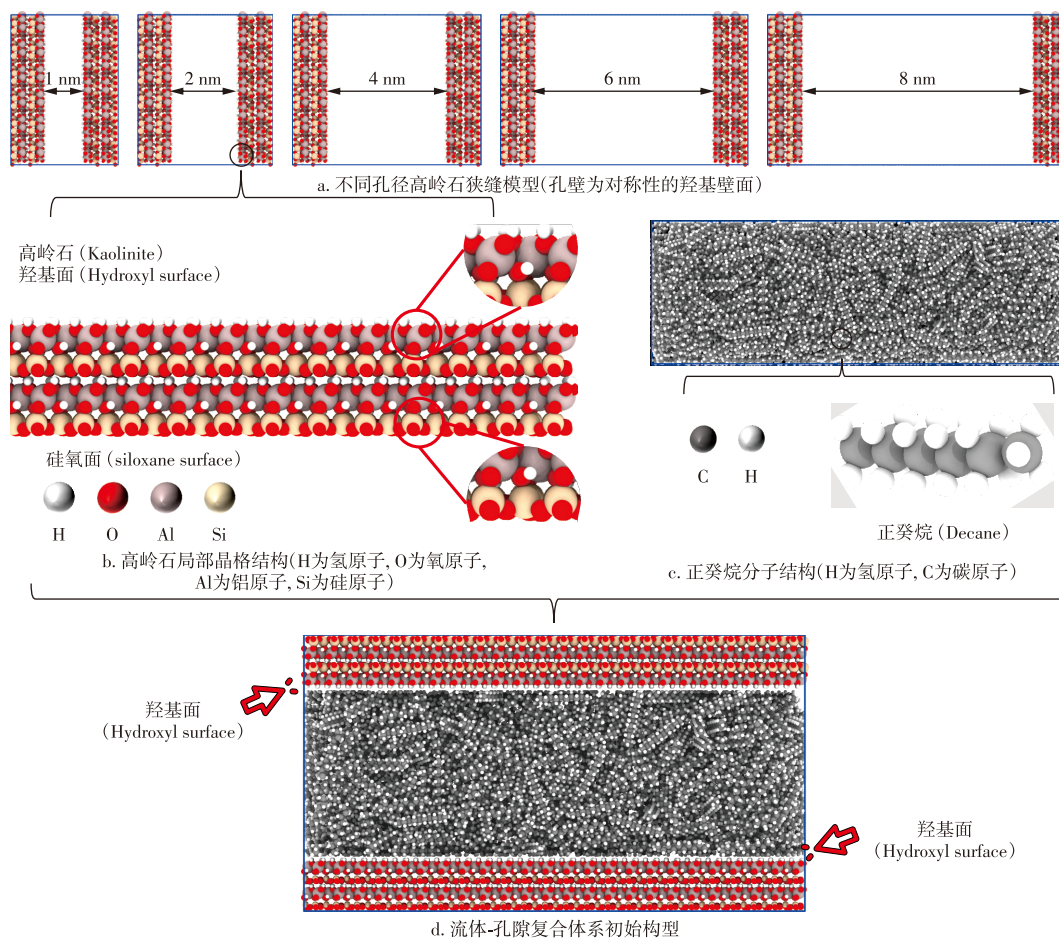 1 nm
2 nm
4 nm
6 nm
8 nm
a. 不同孔径高岭石狭缝模型(孔壁为对称性的羟基壁面)
高岭石 (Kaolinite)
羟基面 (Hydroxyl surface)
硅氧面 (siloxane surface)
H O Al Si
b. 高岭石局部晶格结构(H为氢原子, O为氧原子,
Al为铝原子, Si为硅原子)
C H
正癸烷 (Decane)
c. 正癸烷分子结构(H为氢原子, C为碳原子)
羟基面
(Hydroxyl surface)
羟基面
(Hydroxyl surface)
d. 流体-孔隙复合体系初始构型